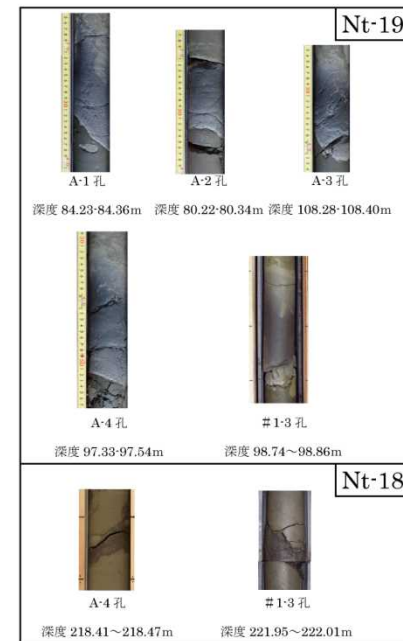 Nt-19
A-1 孔
A-2 孔
A-3 孔
深度 84.23-84.36m
深度 80.22-80.34m
深度 108.28-108.40m
A-4 孔
#1-3 孔
深度 97.33-97.54m
深度 98.74~98.86m
Nt-18
A-4 孔
#1-3 孔
深度 218.41~218.47m
深度 221.95~222.01m